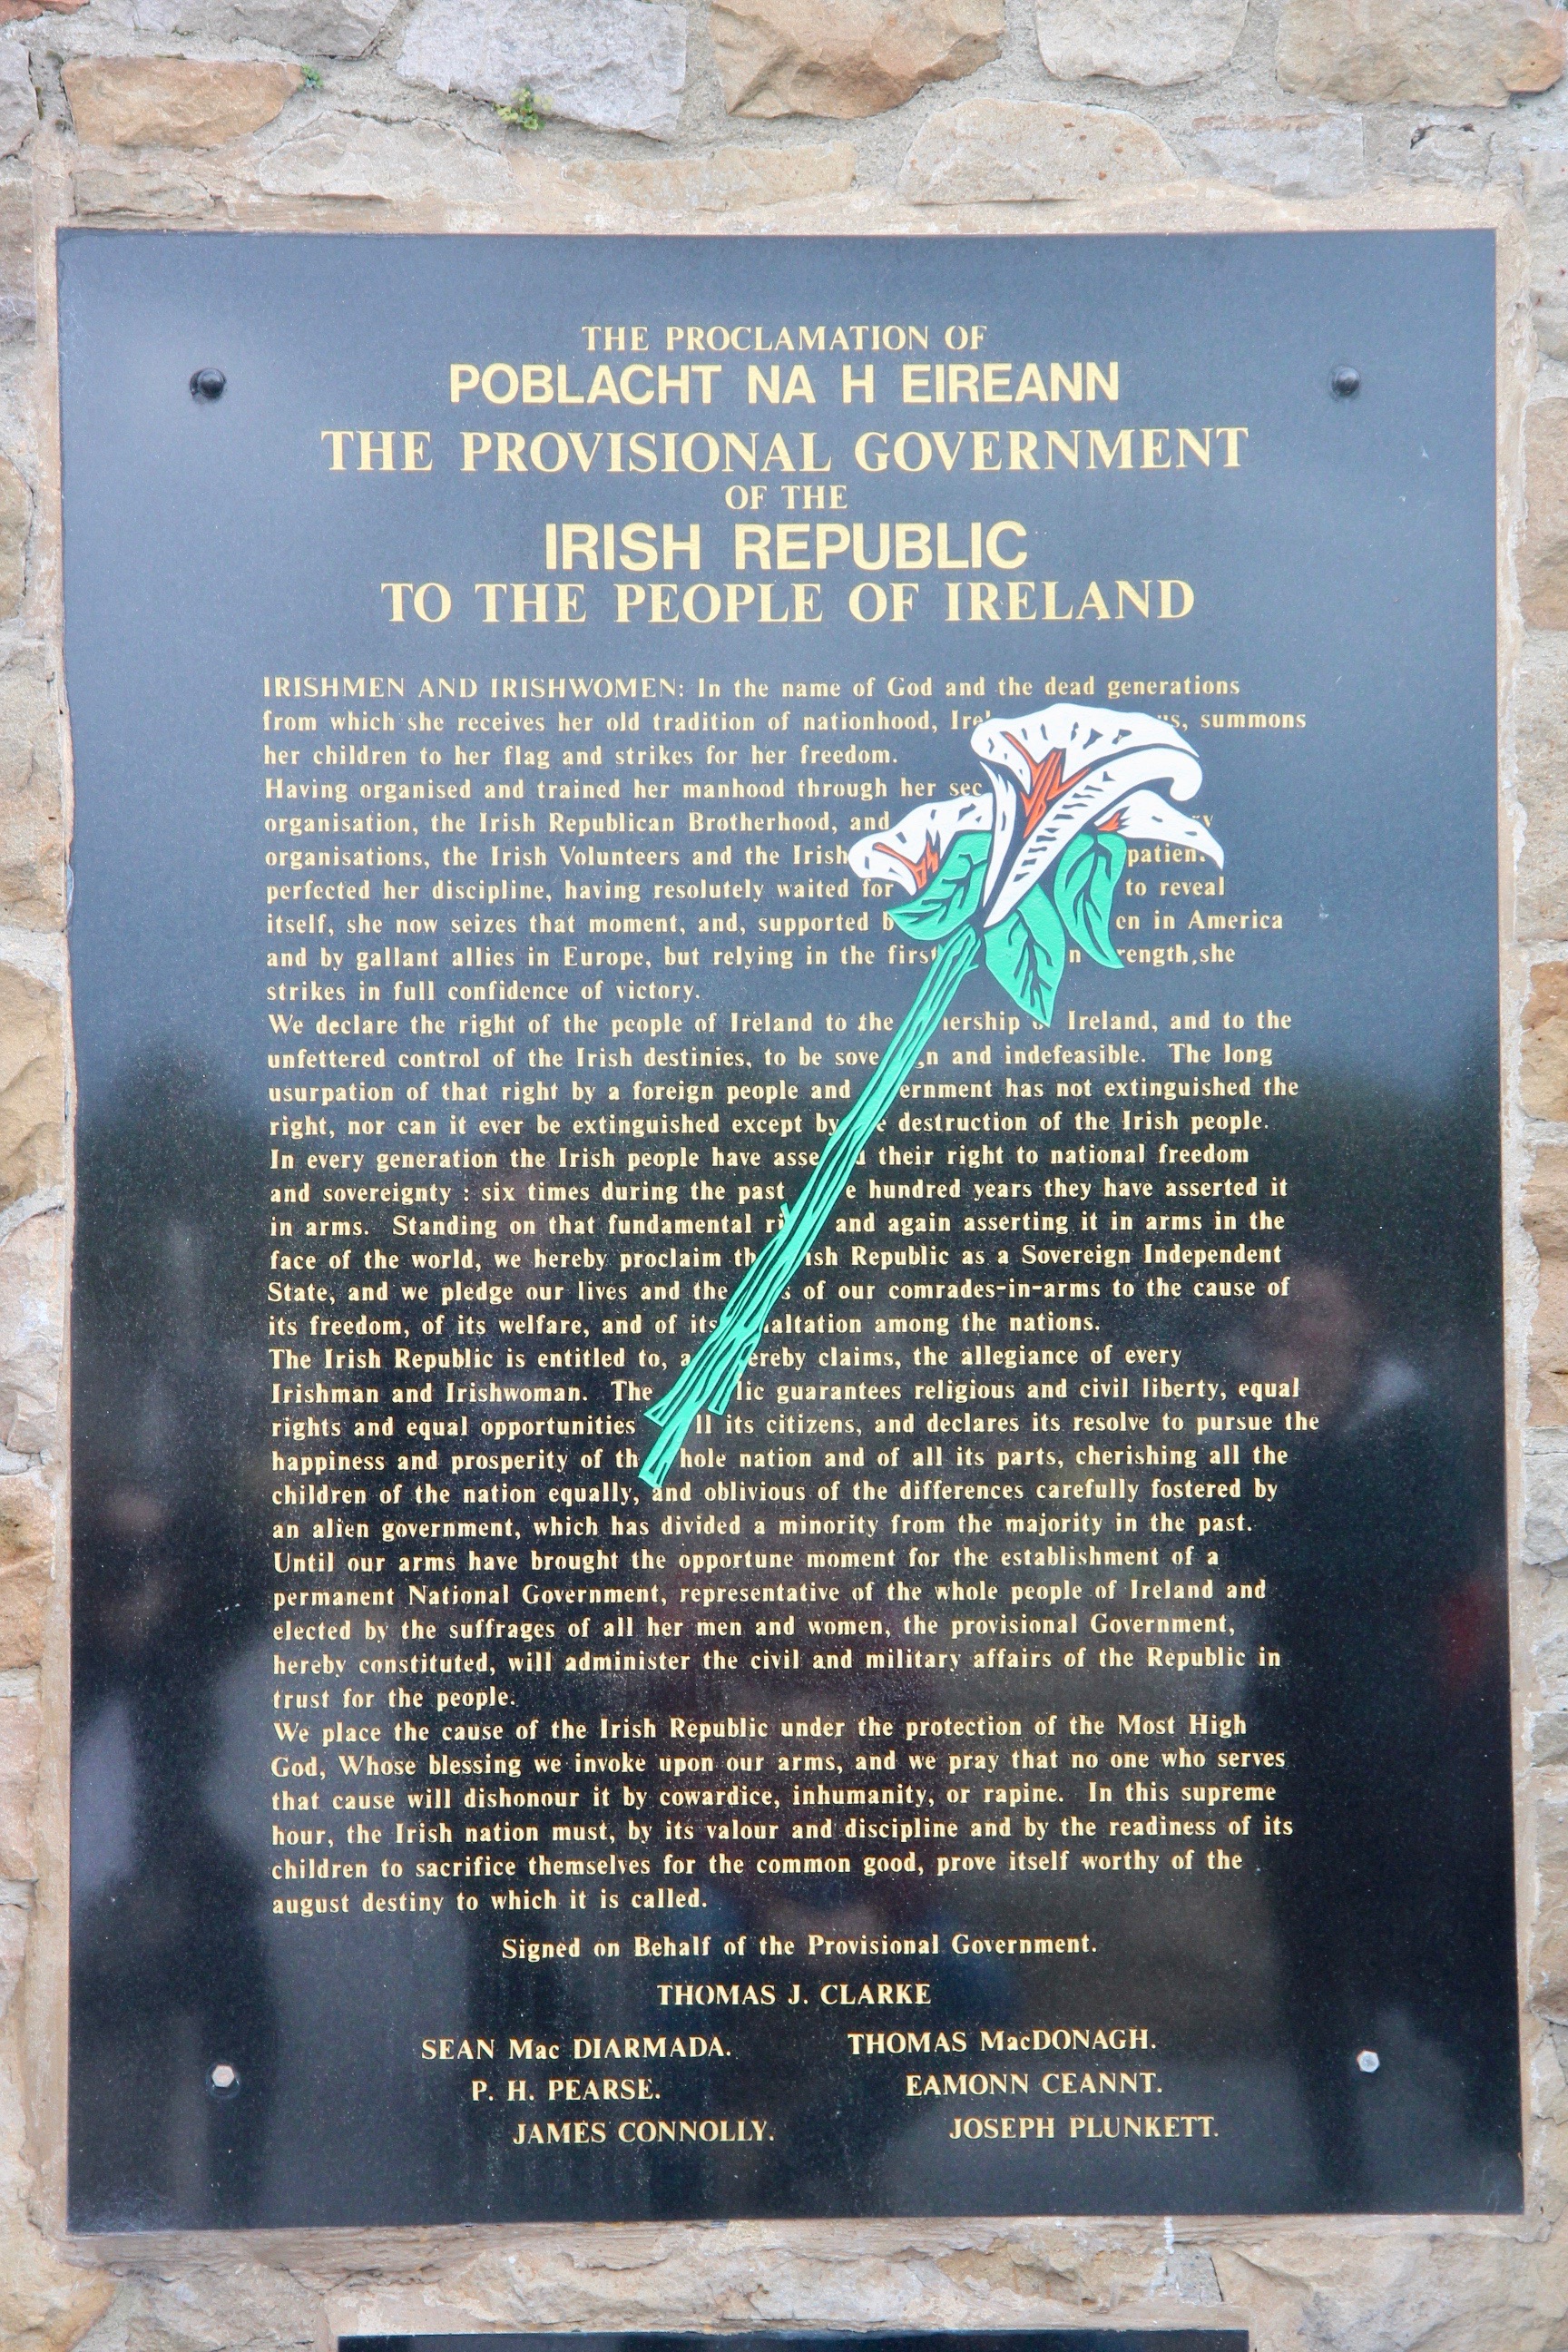 THE PROCLAMATION OF
POBLACHT NA H EIREANN
THE PROVISIONAL GOVERNMENT
OF THE
IRISH REPUBLIC
TO THE PEOPLE OF IRELAND
IRISHMEN AND IRISHWOMEN: In the name of God and the dead generations
from which she receives her old tradition of nationhood, summons
her children to her flag and strikes for her freedom.
Having organised and trained her manhood through her
organisation, the Irish Republican Brotherhood, and
organisations, the Irish Volunteers and the Irish
perfected her discipline, having resolutely waited for to reveal
itself, she now seizes that moment, and, supported in America
and by gallant allies in Europe, but relying in the first she
strikes in full confidence of victory.
We declare the right of the people of Ireland to the Ireland, and to the
unfettered control of the Irish destinies, to be and indefeasible. The long
usurpation of that right by a foreign people and has not extinguished the
right, nor can it ever be extinguished except by destruction of the Irish people.
In every generation the Irish people have their right to national freedom
and sovereignty : six times during the past hundred years they have asserted it
in arms. Standing on that fundamental and again asserting it in arms in the
face of the world, we hereby proclaim Republic as a Sovereign Independent
State, and we pledge our lives and the of our comrades-in-arms to the cause of
its freedom, of its welfare, and of its among the nations.
The Irish Republic is entitled to, claims, the allegiance of every
Irishman and Irishwoman. The guarantees religious and civil liberty, equal
rights and equal opportunities its citizens, and declares its resolve to pursue the
happiness and prosperity of nation and of all its parts, cherishing all the
children of the nation equally, and oblivious of the differences carefully fostered by
an alien government, which has divided a minority from the majority in the past.
Until our arms have brought the opportune moment for the establishment of a
permanent National Government, representative of the whole people of Ireland and
elected by the suffrages of all her men and women, the provisional Government,
hereby constituted, will administer the civil and military affairs of the Republic in
trust for the people.
We place the cause of the Irish Republic under the protection of the Most High
God, Whose blessing we invoke upon our arms, and we pray that no one who serves
that cause will dishonour it by cowardice, inhumanity, or rapine. In this supreme
hour, the Irish nation must, by its valour and discipline and by the readiness of its
children to sacrifice themselves for the common good, prove itself worthy of the
august destiny to which it is called.
Signed on Behalf of the Provisional Government.
THOMAS J. CLARKE
SEAN Mac DIARMADA. THOMAS MacDONAGH.
P. H. PEARSE. EAMONN CEANNT.
JAMES CONNOLLY. JOSEPH PLUNKETT.